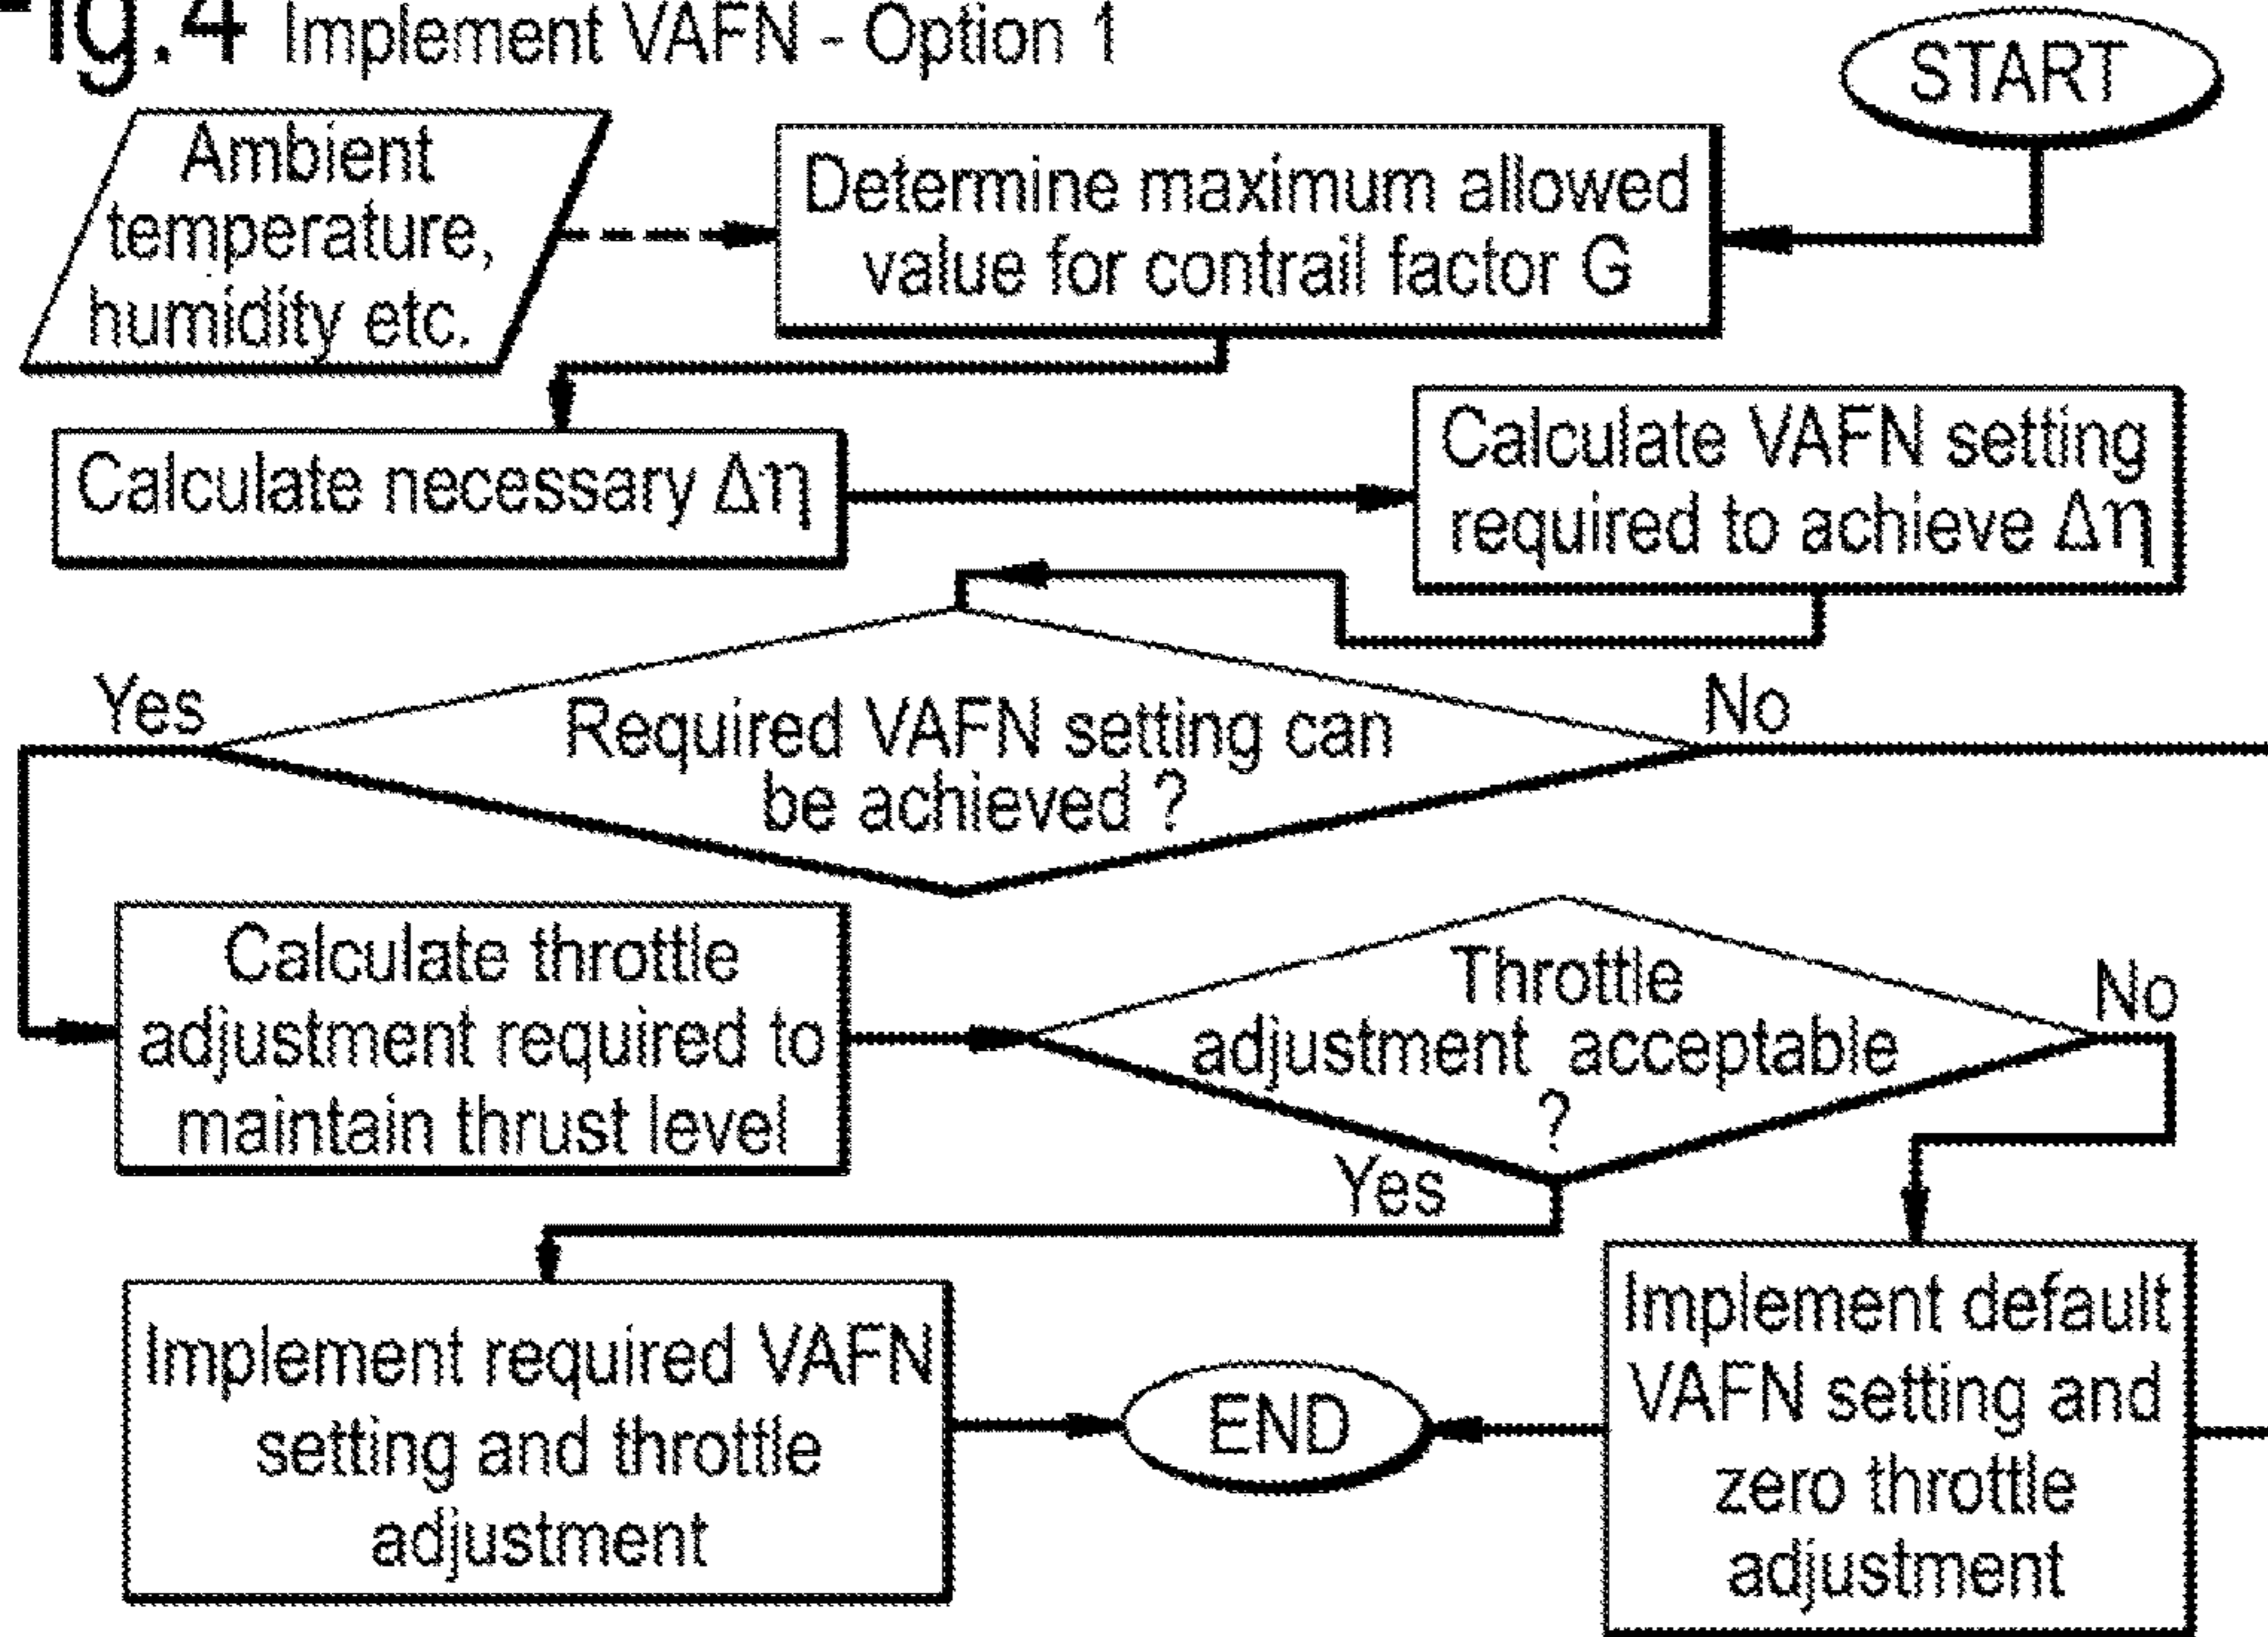 Fig.4 Implement VAFN - Option 1
START
Ambient
temperature,
humidity etc.
Determine maximum allowed
value for contrail factor G
Calculate necessary Δη
Calculate VAFN setting
required to achieve Δη
Yes
Required VAFN setting can
be achieved ?
No
Calculate throttle
adjustment required to
maintain thrust level
Throttle
adjustment acceptable
?
No
Yes
Implement required VAFN
setting and throttle
adjustment
END
Implement default
VAFN setting and
zero throttle
adjustment